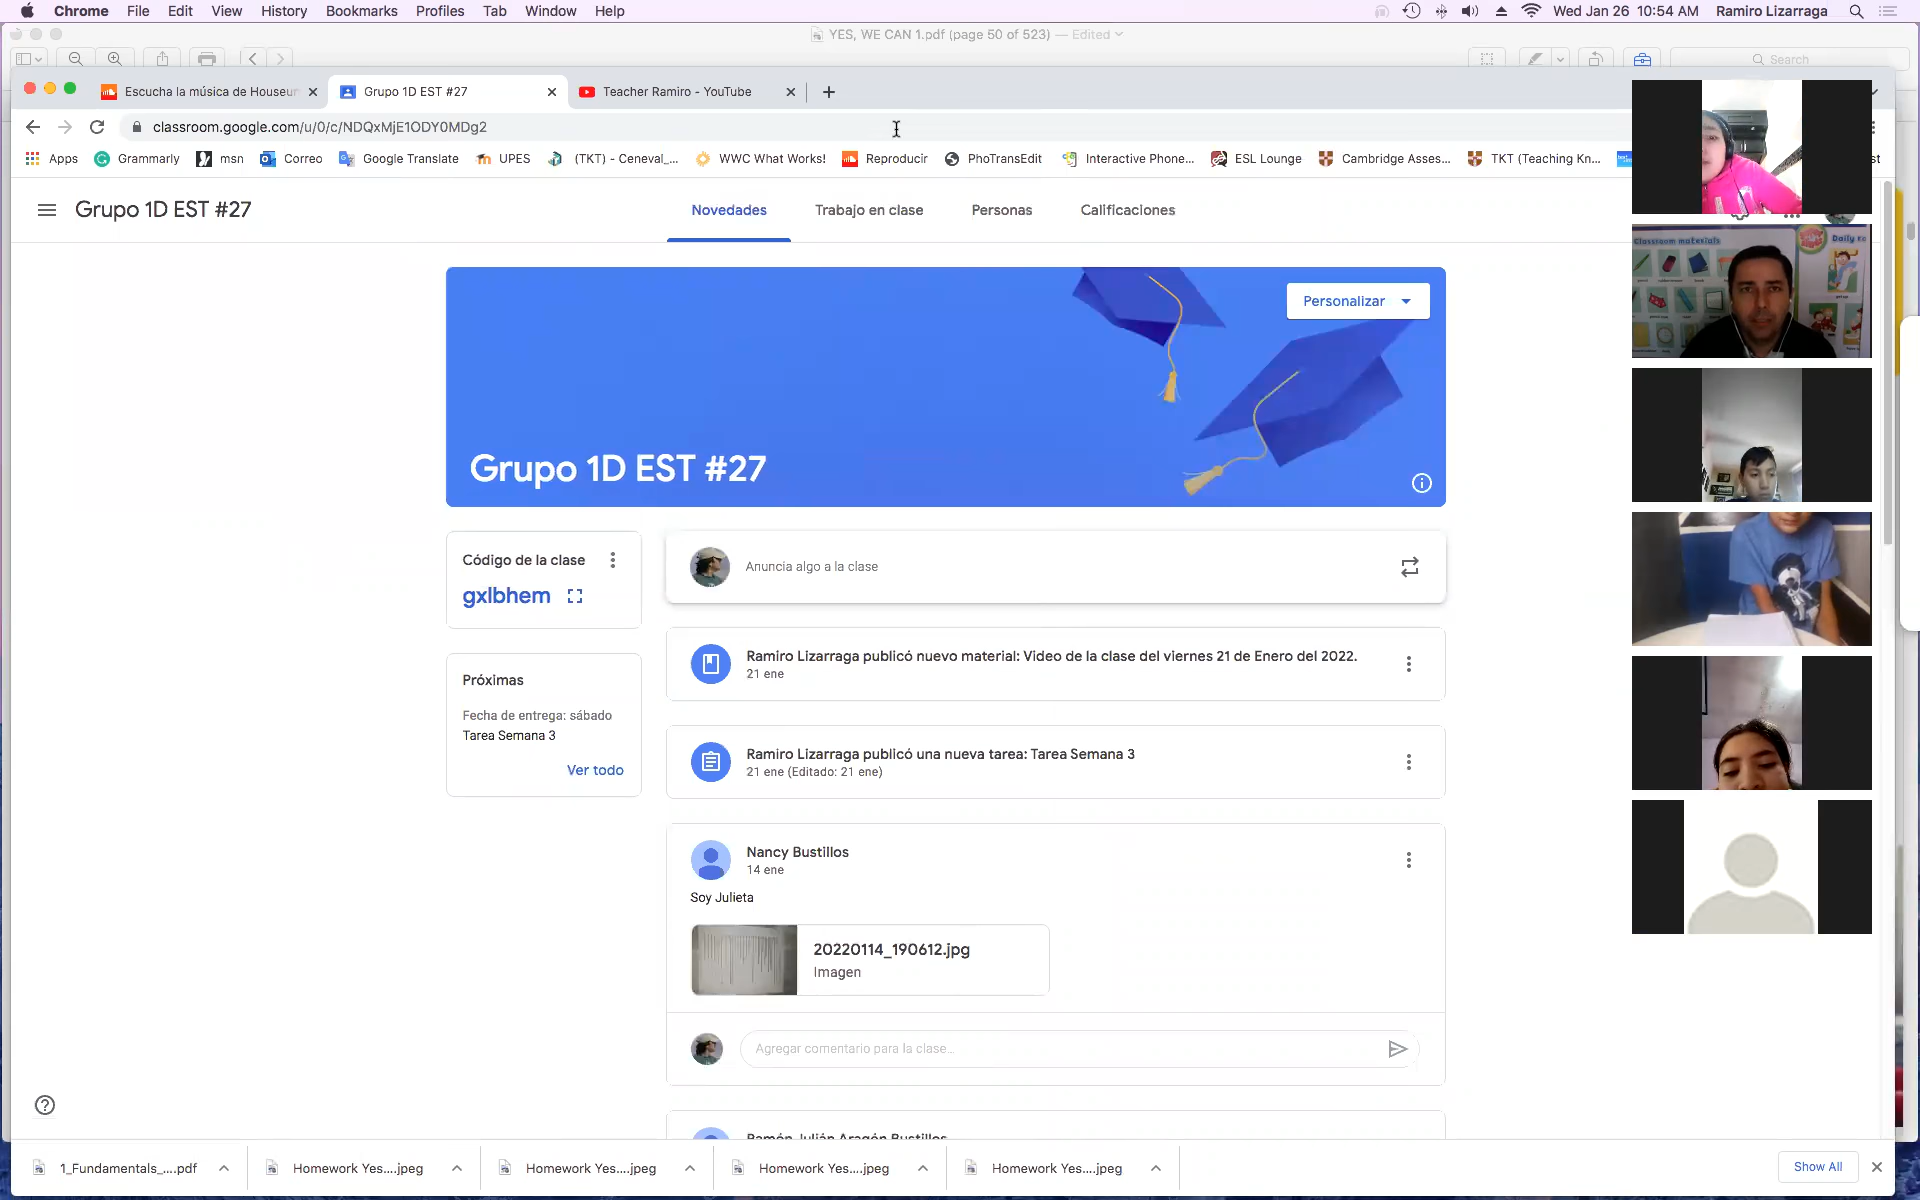 Chrome File Edit View History Bookmarks Profiles Tab Window Help Wed Jan 26 10:54 AM Ramiro Lizarraga
YES, WE CAN 1.pdf (page 50 of 523) — Edited
Search
Escucha la música de Houseum Grupo 1D EST #27 Teacher Ramiro - YouTube
classroom.google.com/u/0/c/NDQxMjE1ODY0MDg2
Apps Grammarly msn Correo Google Translate UPES (TKT) - Ceneval_... WWC What Works! Reproducir PhoTransEdit Interactive Phone... ESL Lounge Cambridge Asses... TKT (Teaching Kn...
Grupo 1D EST #27
Novedades Trabajo en clase Personas Calificaciones
Classroom materials
Personalizar
Grupo 1D EST #27
Código de la clase
gxlbhem
Anuncia algo a la clase
Próximas
Fecha de entrega: sábado
Tarea Semana 3
Ver todo
Ramiro Lizarraga publicó nuevo material: Video de la clase del viernes 21 de Enero del 2022.
21 ene
Ramiro Lizarraga publicó una nueva tarea: Tarea Semana 3
21 ene (Editado: 21 ene)
Nancy Bustillos
14 ene
Soy Julieta
20220114_190612.jpg
Imagen
Agregar comentario para la clase...
Ramón Julián Aragón Bustillos
1_Fundamentals_....pdf Homework Yes....jpeg Homework Yes....jpeg Homework Yes....jpeg Homework Yes....jpeg Show All